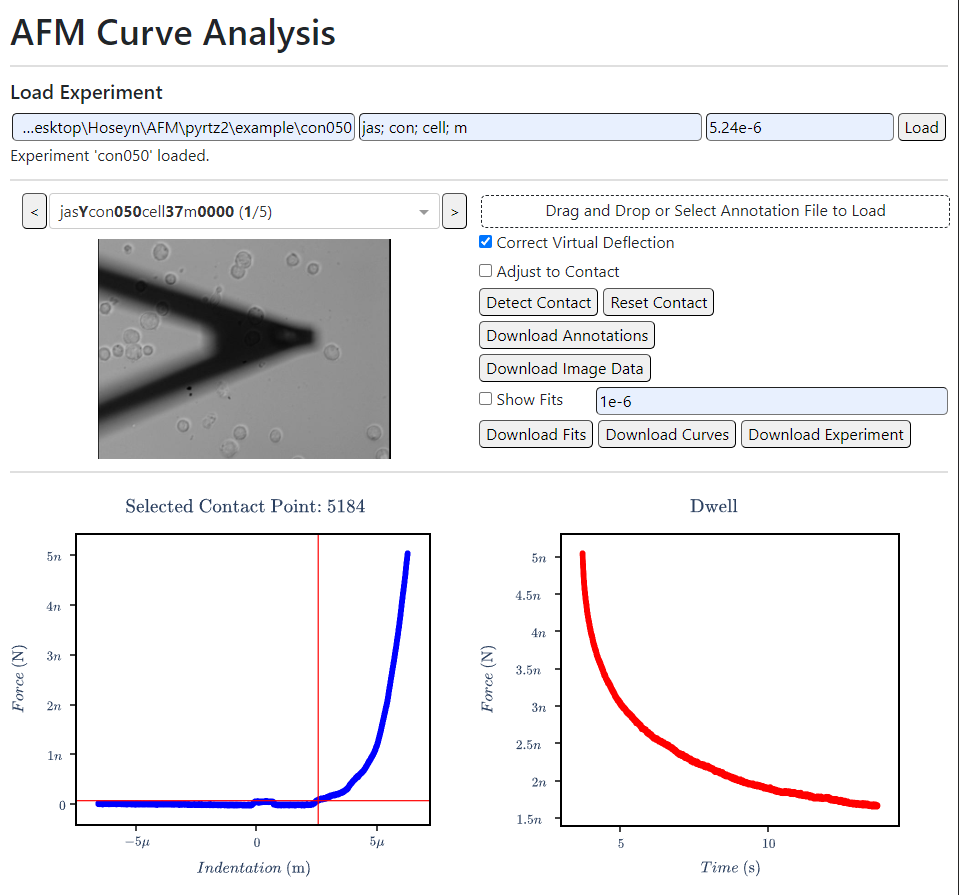 AFM Curve Analysis
Load Experiment
...esktop\Hoseyn\AFM\pyrtz2\example\con050 jas; con; cell; m 5.24e-6 Load
Experiment 'con050' loaded.
< jasYcon050cell37m0000 (1/5) >
Drag and Drop or Select Annotation File to Load
Correct Virtual Deflection
Adjust to Contact
Detect Contact Reset Contact
Download Annotations
Download Image Data
Show Fits 1e-6
Download Fits Download Curves Download Experiment
Selected Contact Point: 5184
5n
4n
3n
2n
1n
0
Force (N)
−5μ 0 5μ
Indentation (m)
Dwell
5n
4.5n
4n
3.5n
3n
2.5n
2n
1.5n
Force (N)
5 10
Time (s)